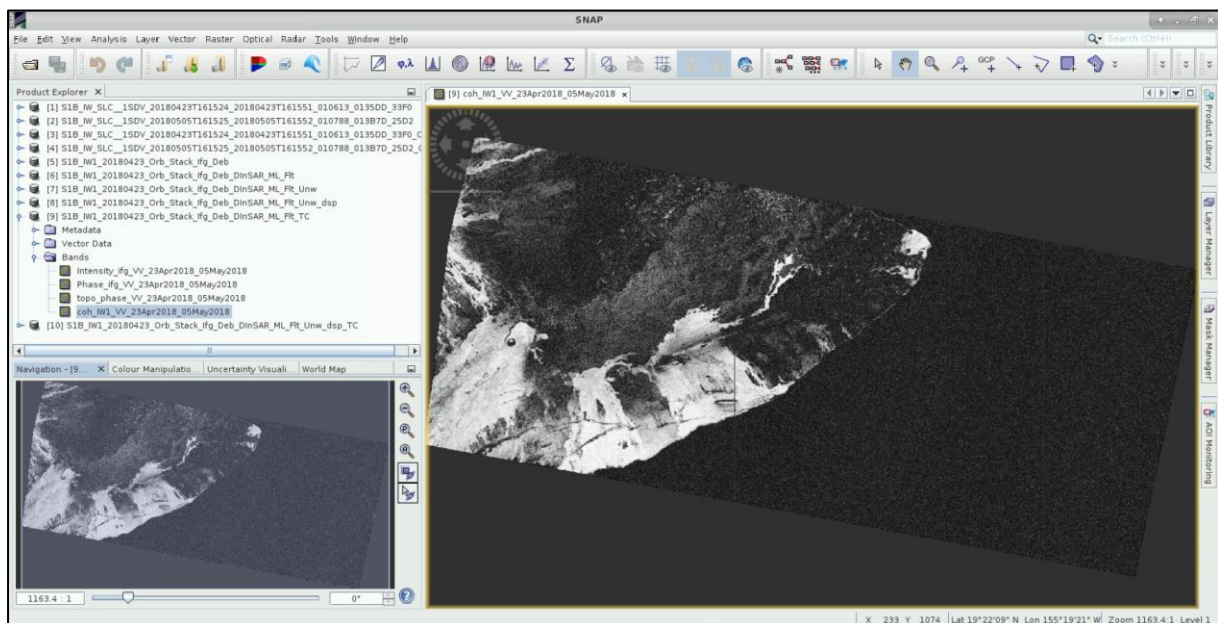 SNAP
File Edit View Analysis Layer Vector Raster Optical Radar Tools Window Help
Search (Ctrl+I)
φ,λ
Σ
GCP
Product Explorer X
[1] S1B_IW_SLC__1SDV_20180423T161524_20180423T161551_010613_0135DD_33F0
[2] S1B_IW_SLC__1SDV_20180505T161525_20180505T161552_010788_013B7D_25D2
[3] S1B_IW_SLC__1SDV_20180423T161524_20180423T161551_010613_0135DD_33F0_C
[4] S1B_IW_SLC__1SDV_20180505T161525_20180505T161552_010788_013B7D_25D2_
[5] S1B_IW1_20180423_Orb_Stack_Ifg_Deb
[6] S1B_IW1_20180423_Orb_Stack_Ifg_Deb_DInSAR_ML_Flt
[7] S1B_IW1_20180423_Orb_Stack_Ifg_Deb_DInSAR_ML_Flt_Unw
[8] S1B_IW1_20180423_Orb_Stack_Ifg_Deb_DInSAR_ML_Flt_Unw_dsp
[9] S1B_IW1_20180423_Orb_Stack_Ifg_Deb_DInSAR_ML_Flt_TC
Metadata
Vector Data
Bands
Intensity_ifg_VV_23Apr2018_05May2018
Phase_ifg_VV_23Apr2018_05May2018
topo_phase_VV_23Apr2018_05May2018
coh_IW1_VV_23Apr2018_05May2018
[10] S1B_IW1_20180423_Orb_Stack_Ifg_Deb_DInSAR_ML_Flt_Unw_dsp_TC
Navigation - [9... X Colour Manipulatio... Uncertainty Visuali... World Map
1163.4 : 1
0°
[9] coh_IW1_VV_23Apr2018_05May2018 x
Product Library
Layer Manager
Mask Manager
AOI Monitoring
X 233 Y 1074 Lat 19°22'09" N Lon 155°19'21" W Zoom 1163.4:1 Level 1